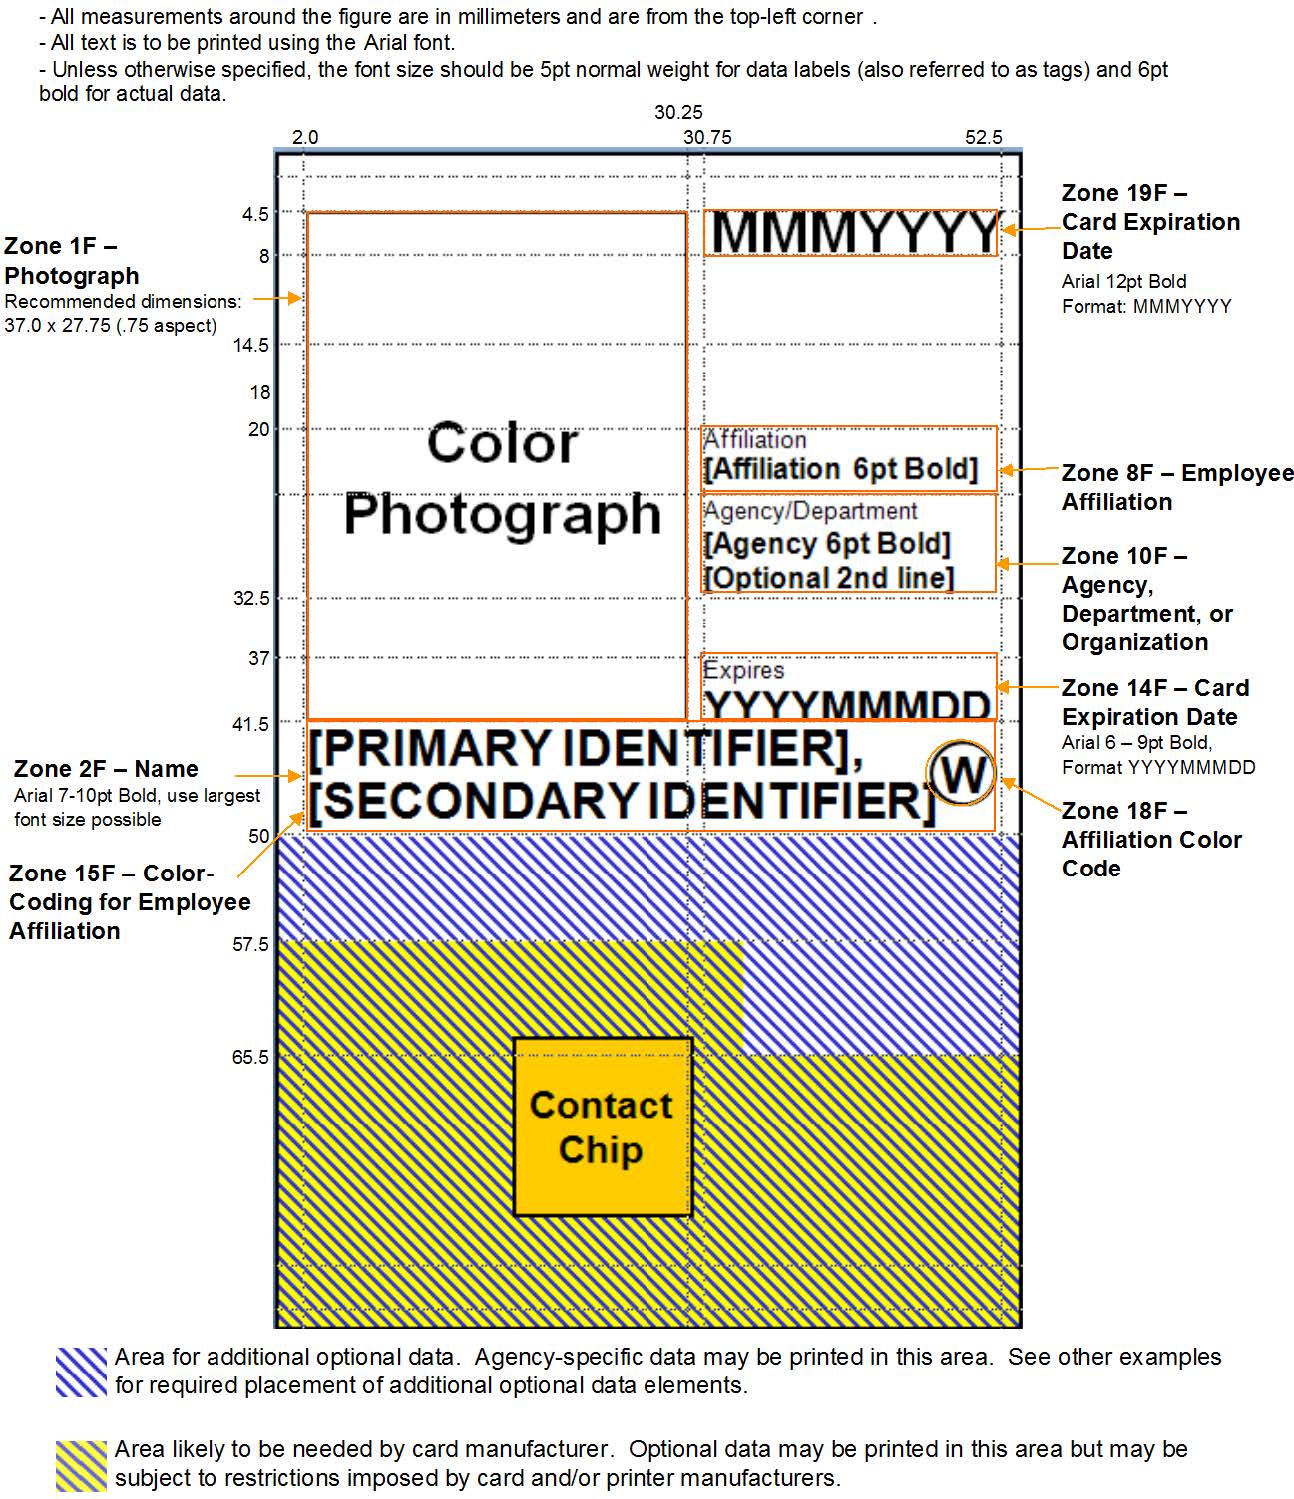 - All measurements around the figure are in millimeters and are from the top-left corner .
- All text is to be printed using the Arial font.
- Unless otherwise specified, the font size should be 5pt normal weight for data labels (also referred to as tags) and 6pt
bold for actual data.
30.25
2.0
30.75
52.5
4.5
8
14.5
18
20
32.5
37
41.5
50
57.5
65.5
Zone 1F –
Photograph
Recommended dimensions:
37.0 x 27.75 (.75 aspect)
Zone 2F – Name
Arial 7-10pt Bold, use largest
font size possible
Zone 15F – Color-
Coding for Employee
Affiliation
Color
Photograph
MMMYYYY
Affiliation
[Affiliation 6pt Bold]
Agency/Department
[Agency 6pt Bold]
[Optional 2nd line]
Expires
YYYYMMMDD
[PRIMARY IDENTIFIER],
[SECONDARY IDENTIFIER]
W
Contact
Chip
Zone 19F –
Card Expiration
Date
Arial 12pt Bold
Format: MMMYYYY
Zone 8F – Employee
Affiliation
Zone 10F –
Agency,
Department, or
Organization
Zone 14F – Card
Expiration Date
Arial 6 – 9pt Bold,
Format YYYYMMMDD
Zone 18F –
Affiliation Color
Code
Area for additional optional data. Agency-specific data may be printed in this area. See other examples
for required placement of additional optional data elements.
Area likely to be needed by card manufacturer. Optional data may be printed in this area but may be
subject to restrictions imposed by card and/or printer manufacturers.